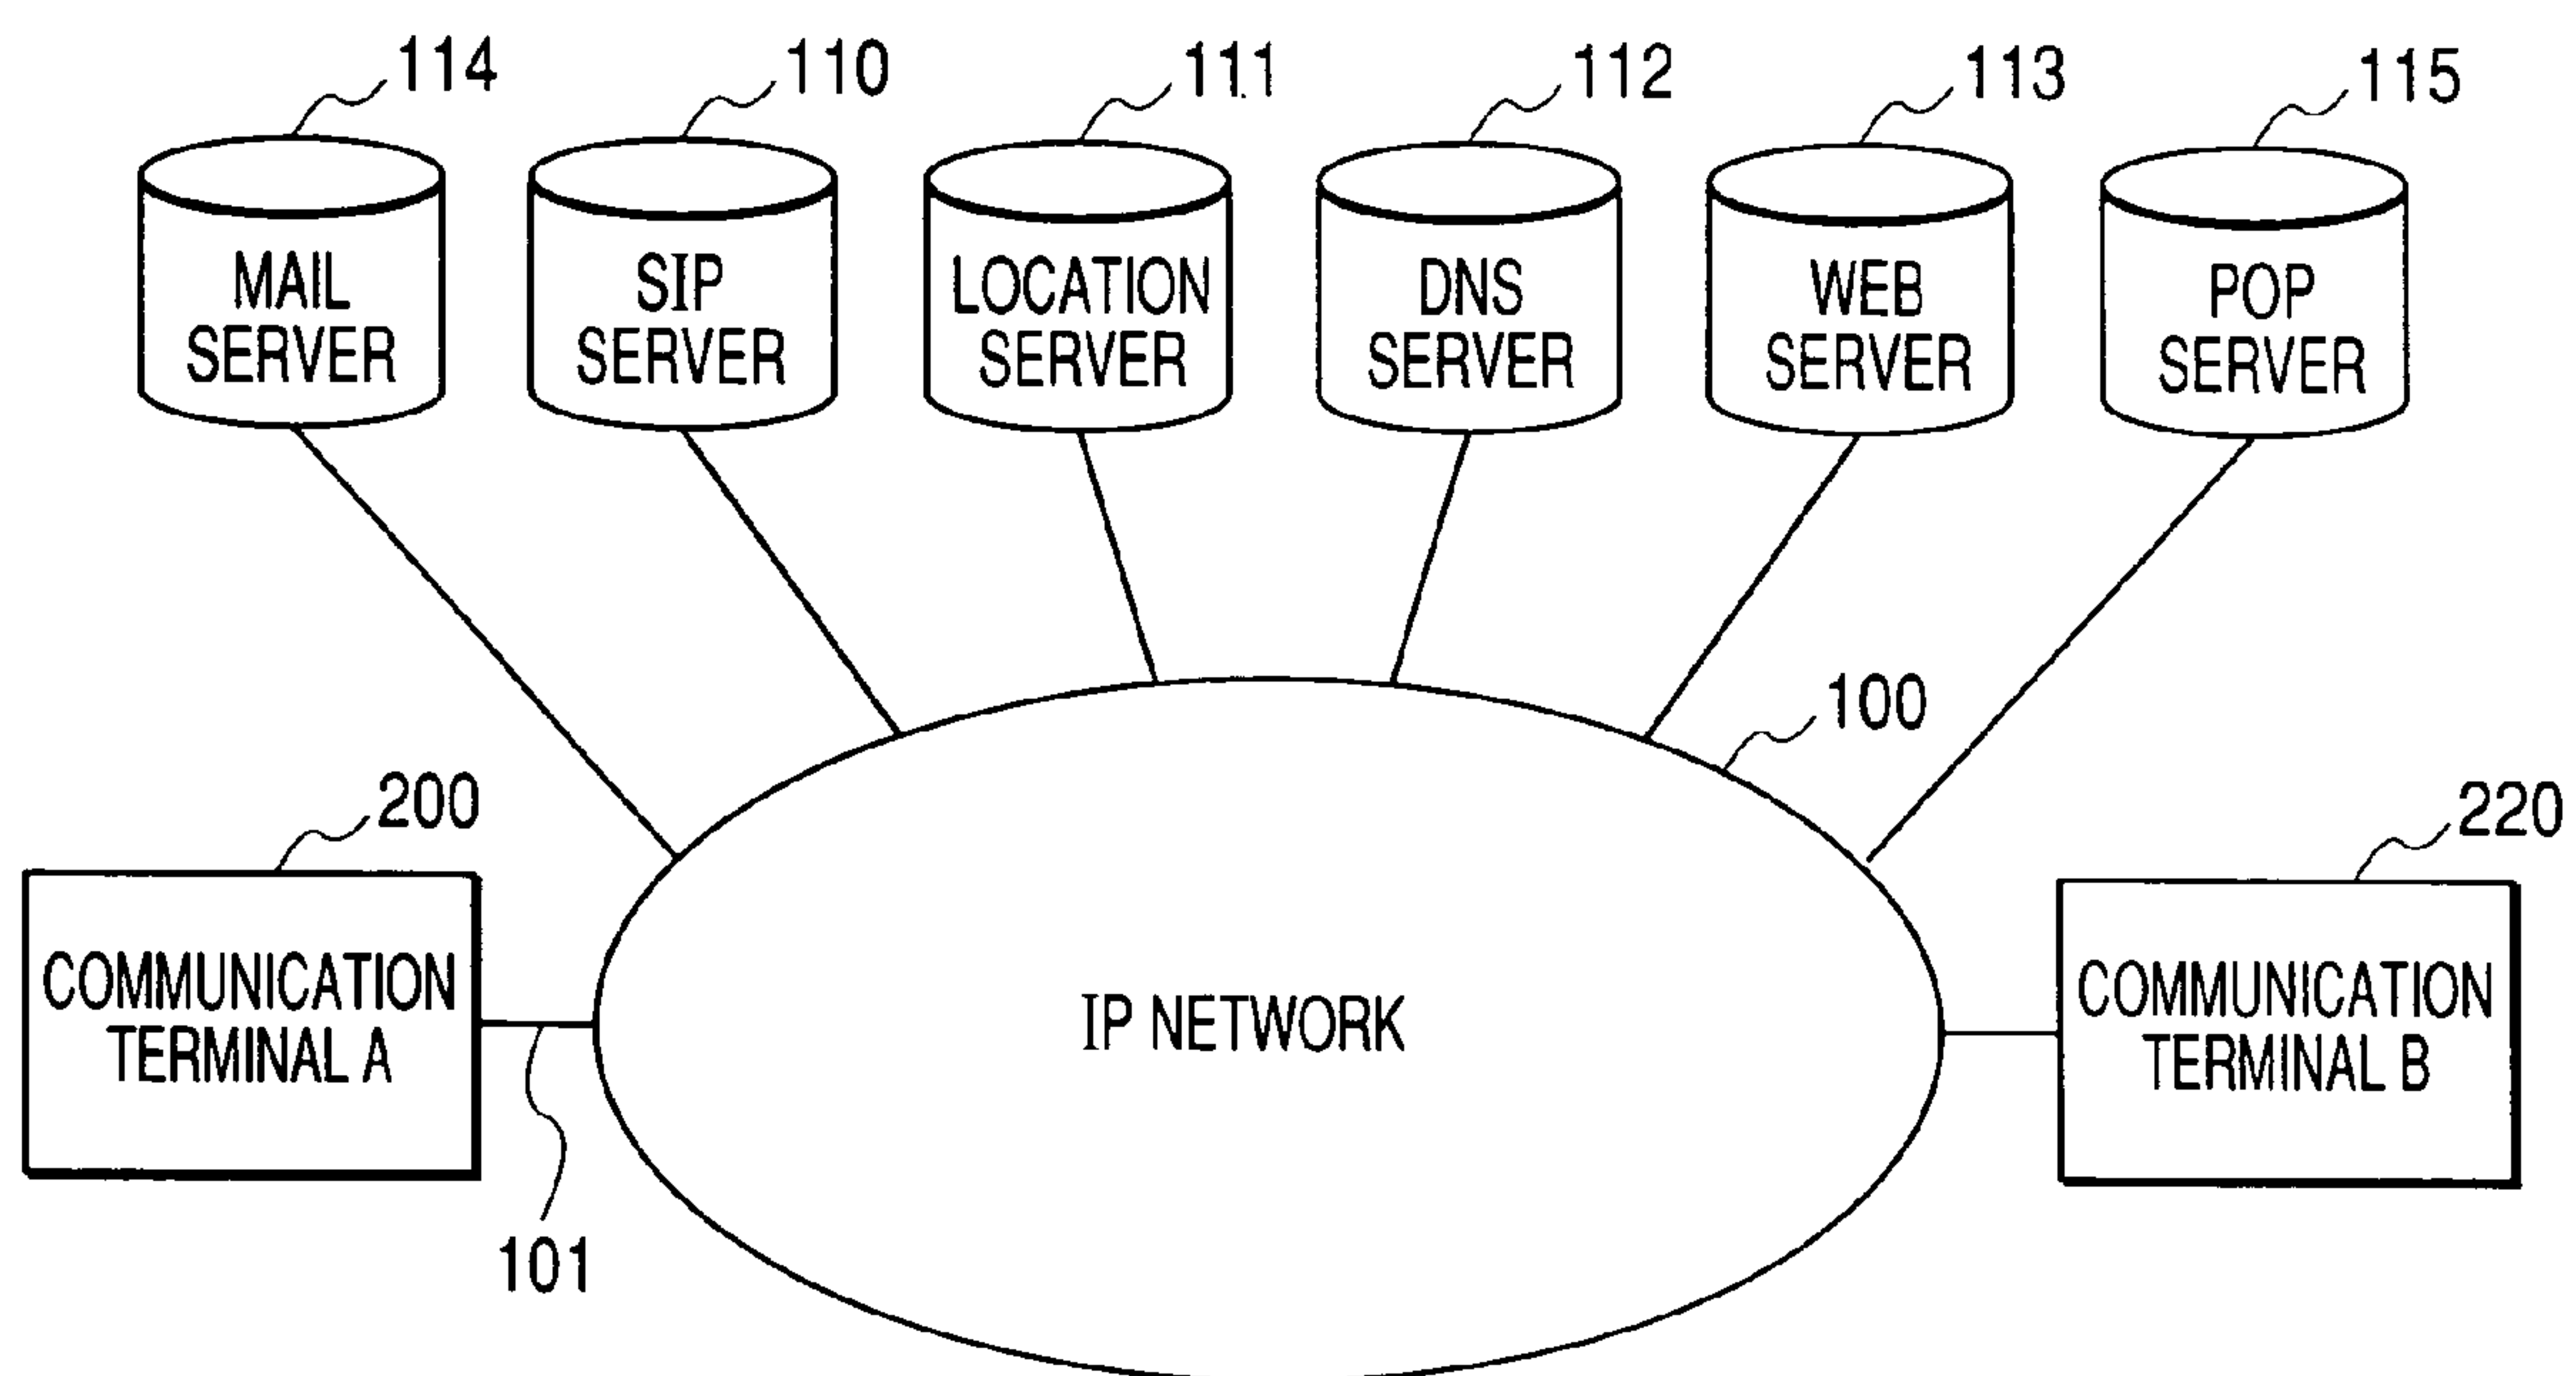 114
110
111
112
113
115
MAIL
SERVER
SIP
SERVER
LOCATION
SERVER
DNS
SERVER
WEB
SERVER
POP
SERVER
100
200
220
COMMUNICATION
TERMINAL A
IP NETWORK
COMMUNICATION
TERMINAL B
101